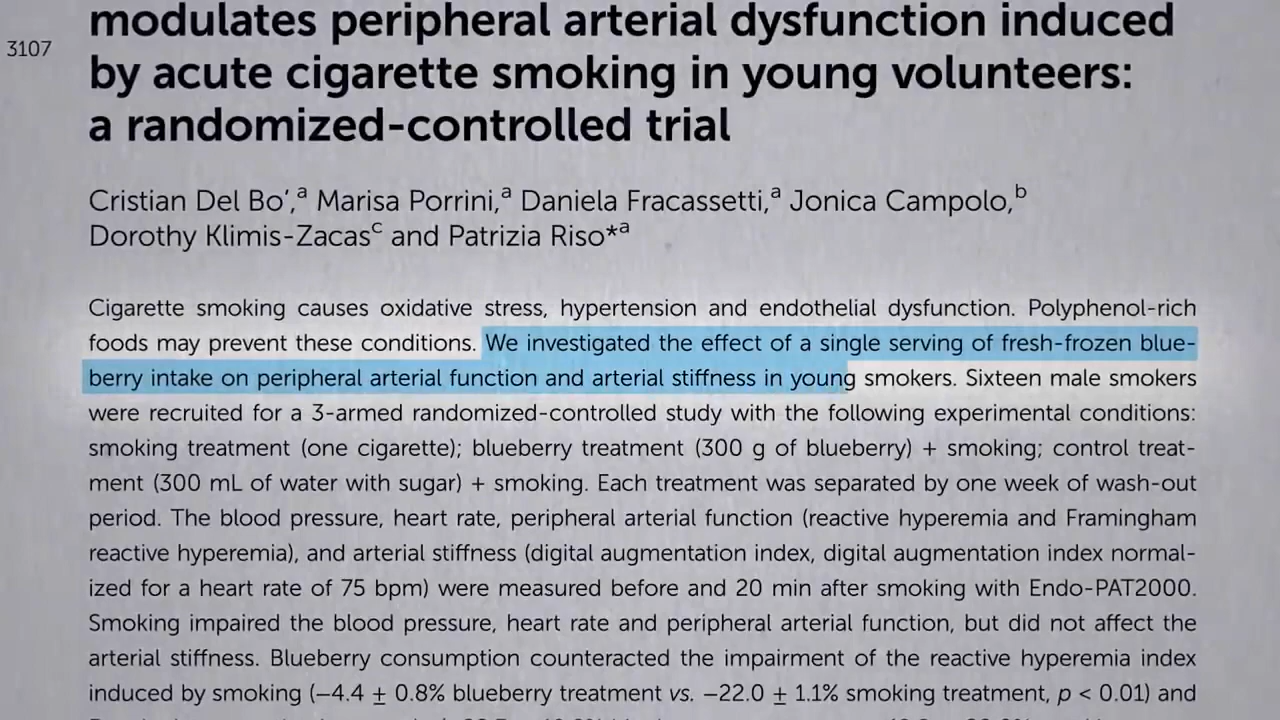 modulates peripheral arterial dysfunction induced
3107
by acute cigarette smoking in young volunteers:
a randomized-controlled trial
Cristian Del Bo’,a Marisa Porrini,a Daniela Fracassetti,a Jonica Campolo,b
Dorothy Klimis-Zacasc and Patrizia Riso*a
Cigarette smoking causes oxidative stress, hypertension and endothelial dysfunction. Polyphenol-rich
foods may prevent these conditions. We investigated the effect of a single serving of fresh-frozen blue-
berry intake on peripheral arterial function and arterial stiffness in young smokers. Sixteen male smokers
were recruited for a 3-armed randomized-controlled study with the following experimental conditions:
smoking treatment (one cigarette); blueberry treatment (300 g of blueberry) + smoking; control treat-
ment (300 mL of water with sugar) + smoking. Each treatment was separated by one week of wash-out
period. The blood pressure, heart rate, peripheral arterial function (reactive hyperemia and Framingham
reactive hyperemia), and arterial stiffness (digital augmentation index, digital augmentation index normal-
ized for a heart rate of 75 bpm) were measured before and 20 min after smoking with Endo-PAT2000.
Smoking impaired the blood pressure, heart rate and peripheral arterial function, but did not affect the
arterial stiffness. Blueberry consumption counteracted the impairment of the reactive hyperemia index
induced by smoking (−4.4 ± 0.8% blueberry treatment vs. −22.0 ± 1.1% smoking treatment, p < 0.01) and